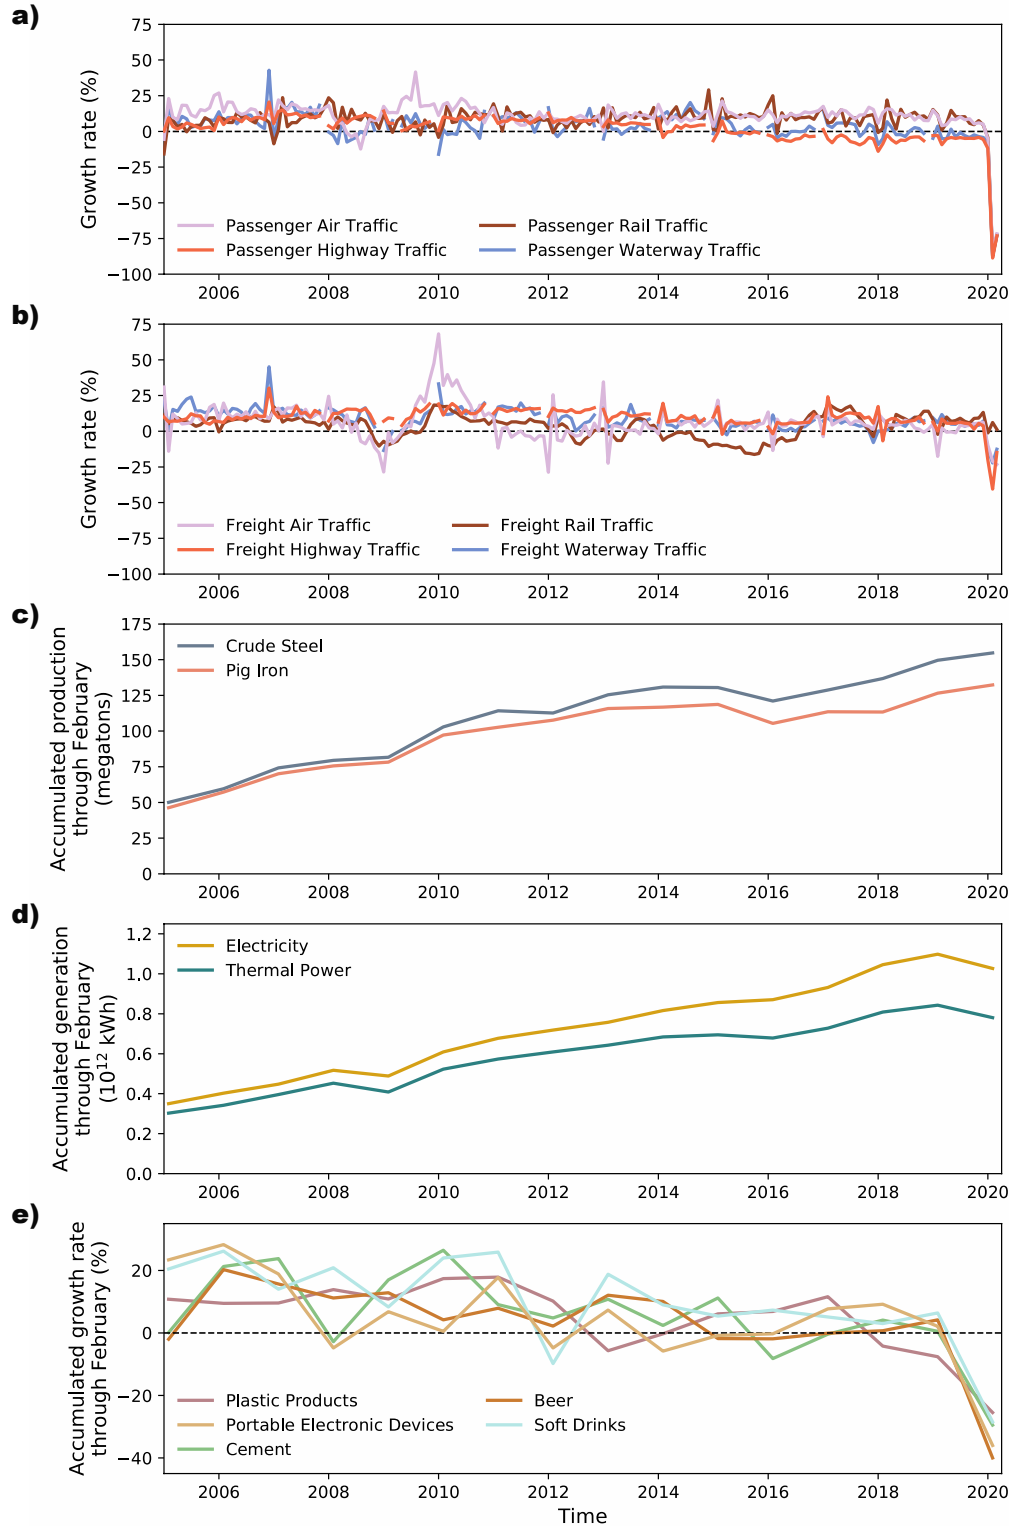 a)
Growth rate (%)
75
50
25
0
−25
−50
−75
−100
Passenger Air Traffic
Passenger Highway Traffic
Passenger Rail Traffic
Passenger Waterway Traffic
2006 2008 2010 2012 2014 2016 2018 2020
b)
Growth rate (%)
75
50
25
0
−25
−50
−75
−100
Freight Air Traffic
Freight Highway Traffic
Freight Rail Traffic
Freight Waterway Traffic
2006 2008 2010 2012 2014 2016 2018 2020
c)
Accumulated production
through February
(megatons)
175
150
125
100
75
50
25
0
Crude Steel
Pig Iron
2006 2008 2010 2012 2014 2016 2018 2020
d)
Accumulated generation
through February
(10¹² kWh)
1.2
1.0
0.8
0.6
0.4
0.2
0.0
Electricity
Thermal Power
2006 2008 2010 2012 2014 2016 2018 2020
e)
Accumulated growth rate
through February (%)
20
0
−20
−40
Plastic Products
Portable Electronic Devices
Cement
Beer
Soft Drinks
2006 2008 2010 2012 2014 2016 2018 2020
Time